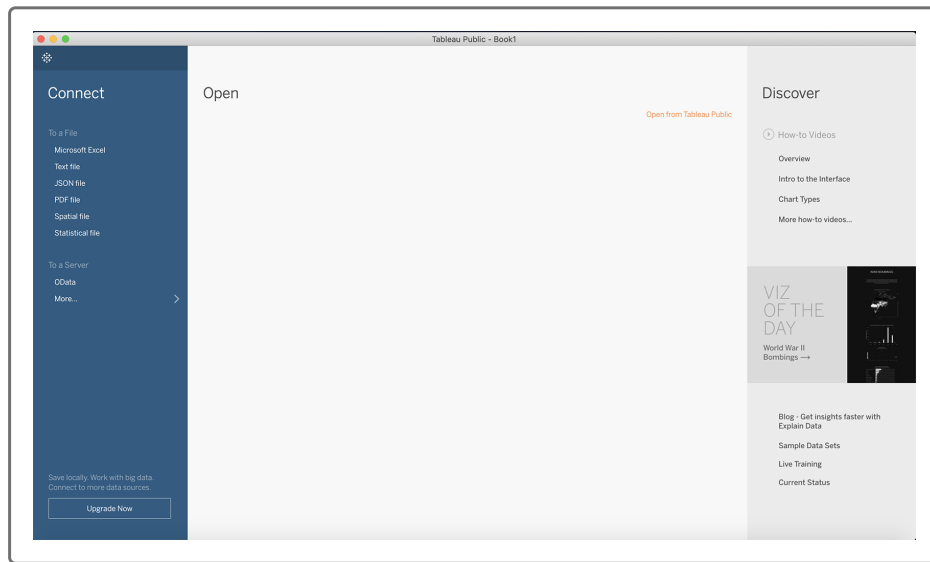 Tableau Public - Book1
Connect
To a File
Microsoft Excel
Text file
JSON file
PDF file
Spatial file
Statistical file
To a Server
OData
More...
Save locally. Work with big data.
Connect to more data sources.
Upgrade Now
Open
Open from Tableau Public
Discover
How-to Videos
Overview
Intro to the Interface
Chart Types
More how-to videos...
VIZ
OF THE
DAY
World War II
Bombings →
Blog - Get insights faster with
Explain Data
Sample Data Sets
Live Training
Current Status